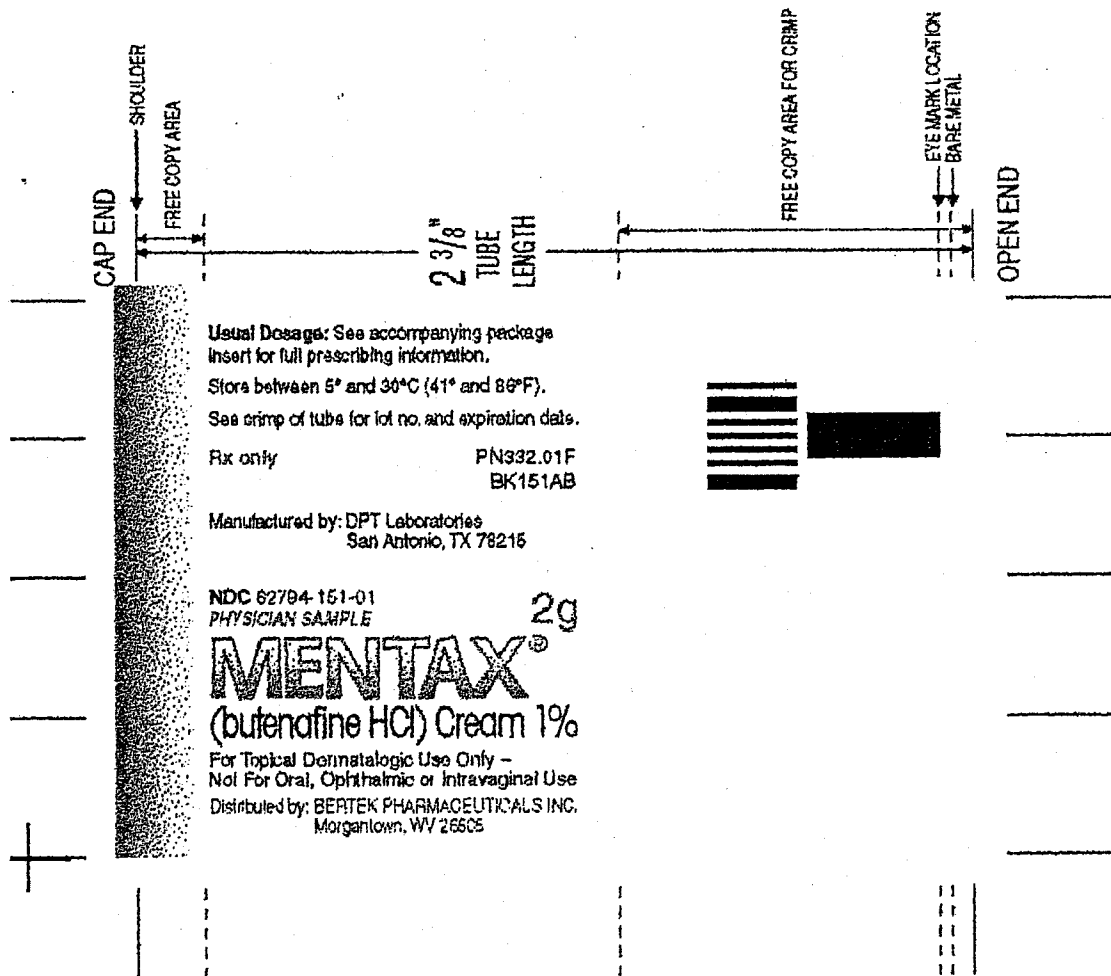 SHOULDER
FREE COPY AREA
CAP END
2 3/8"
TUBE
LENGTH
FREE COPY AREA FOR CRIMP
EYE MARK LOCATION
BARE METAL
OPEN END
Usual Dosage: See accompanying package
insert for full prescribing information.
Store between 5° and 30°C (41° and 86°F).
See crimp of tube for lot no. and expiration date.
Rx only PN332.01F
BK151AB
Manufactured by: DPT Laboratories
San Antonio, TX 78215
NDC 62794-151-01
PHYSICIAN SAMPLE
2g
MENTAX®
(butenafine HCl) Cream 1%
For Topical Dermatalogic Use Only –
Not For Oral, Ophthalmic or Intravaginal Use
Distributed by: BERTEK PHARMACEUTICALS INC.
Morgantown, WV 26505